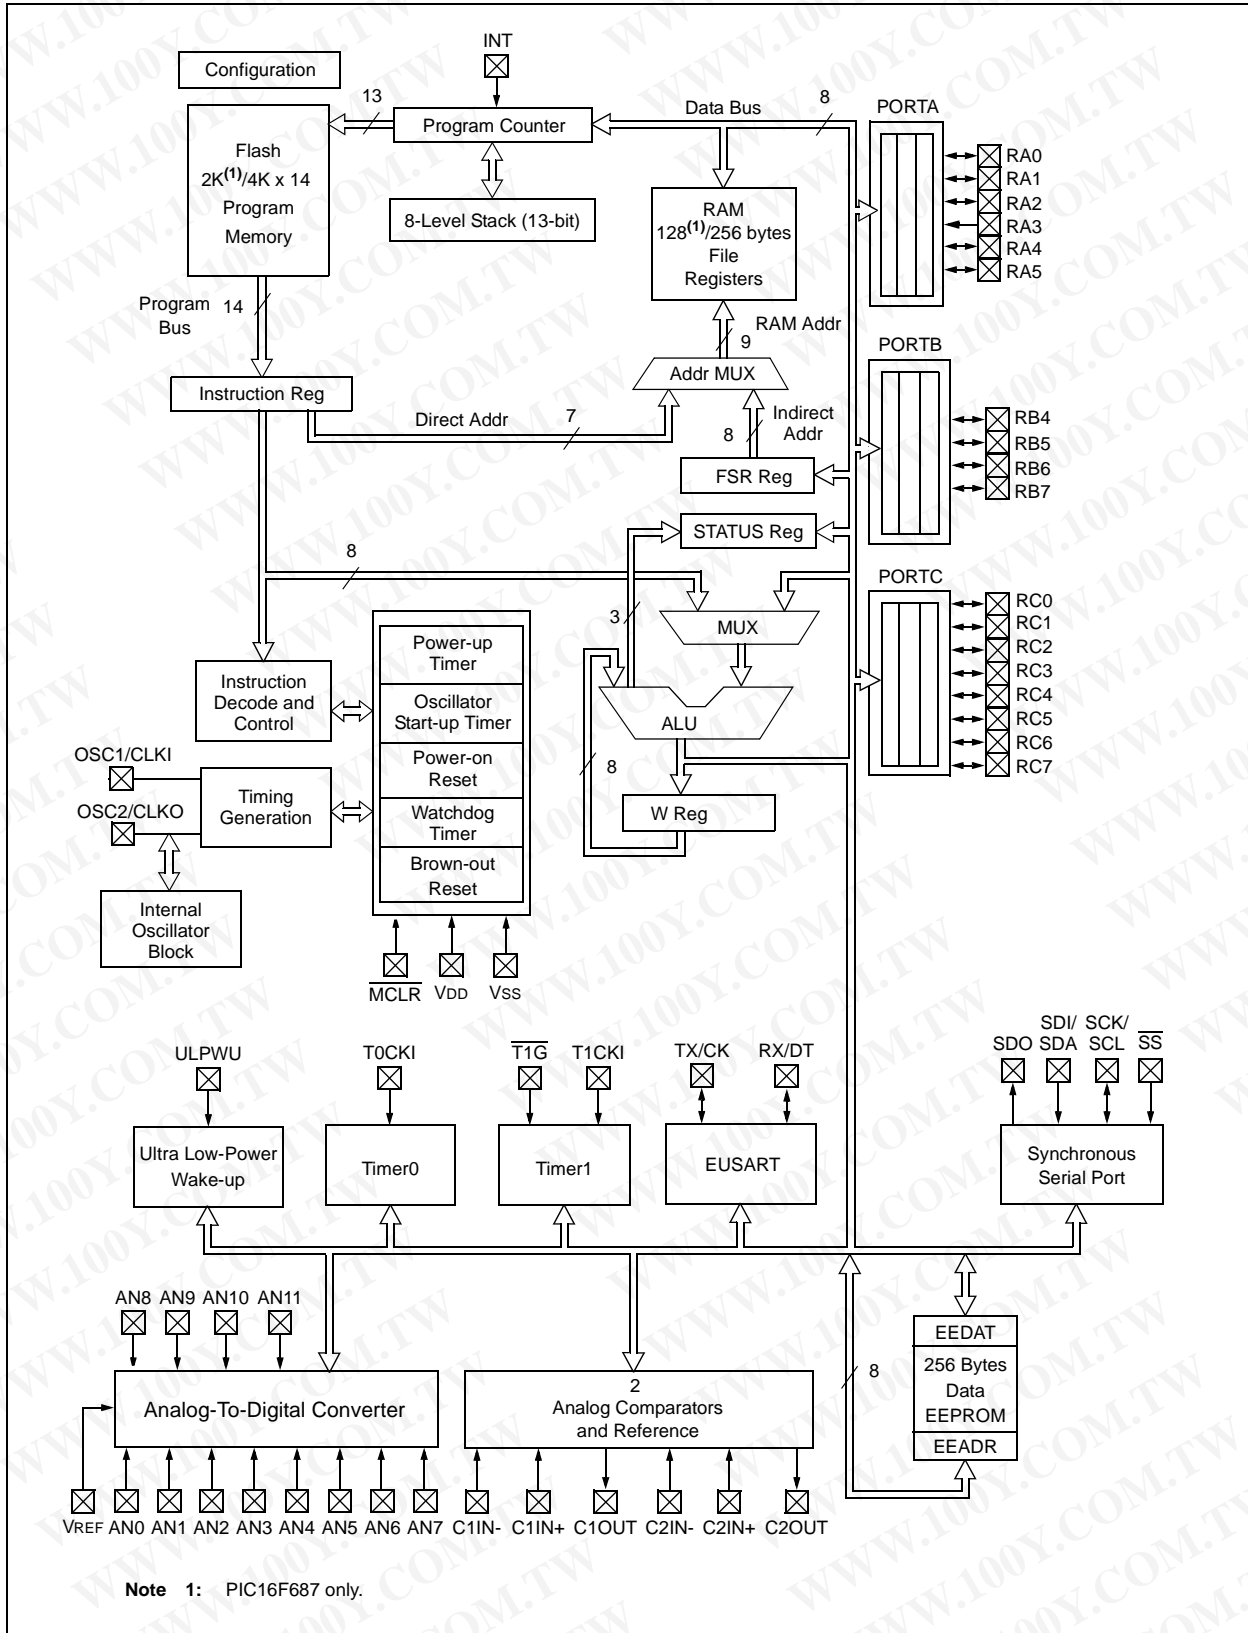 INT
Configuration
13
Program Counter
Data Bus
8
PORTA
Flash
2K(1)/4K x 14
Program
Memory
8-Level Stack (13-bit)
RAM
128(1)/256 bytes
File
Registers
RA0
RA1
RA2
RA3
RA4
RA5
Program
Bus
14
RAM Addr
9
PORTB
Addr MUX
Instruction Reg
Direct Addr
7
Indirect
Addr
8
FSR Reg
RB4
RB5
RB6
RB7
STATUS Reg
8
PORTC
3
MUX
RC0
RC1
RC2
RC3
RC4
RC5
RC6
RC7
Power-up
Timer
Oscillator
Start-up Timer
Power-on
Reset
Watchdog
Timer
Brown-out
Reset
Instruction
Decode and
Control
ALU
8
W Reg
OSC1/CLKI
OSC2/CLKO
Timing
Generation
Internal
Oscillator
Block
MCLR
VDD
VSS
ULPWU
T0CKI
T1G
T1CKI
TX/CK
RX/DT
SDO
SDI/
SDA
SCK/
SCL
SS
Ultra Low-Power
Wake-up
Timer0
Timer1
EUSART
Synchronous
Serial Port
AN8
AN9
AN10
AN11
Analog-To-Digital Converter
2
Analog Comparators
and Reference
8
EEDAT
256 Bytes
Data
EEPROM
EEADR
VREF
AN0
AN1
AN2
AN3
AN4
AN5
AN6
AN7
C1IN-
C1IN+
C1OUT
C2IN-
C2IN+
C2OUT
Note 1: PIC16F687 only.
WWW.100Y.COM.TW